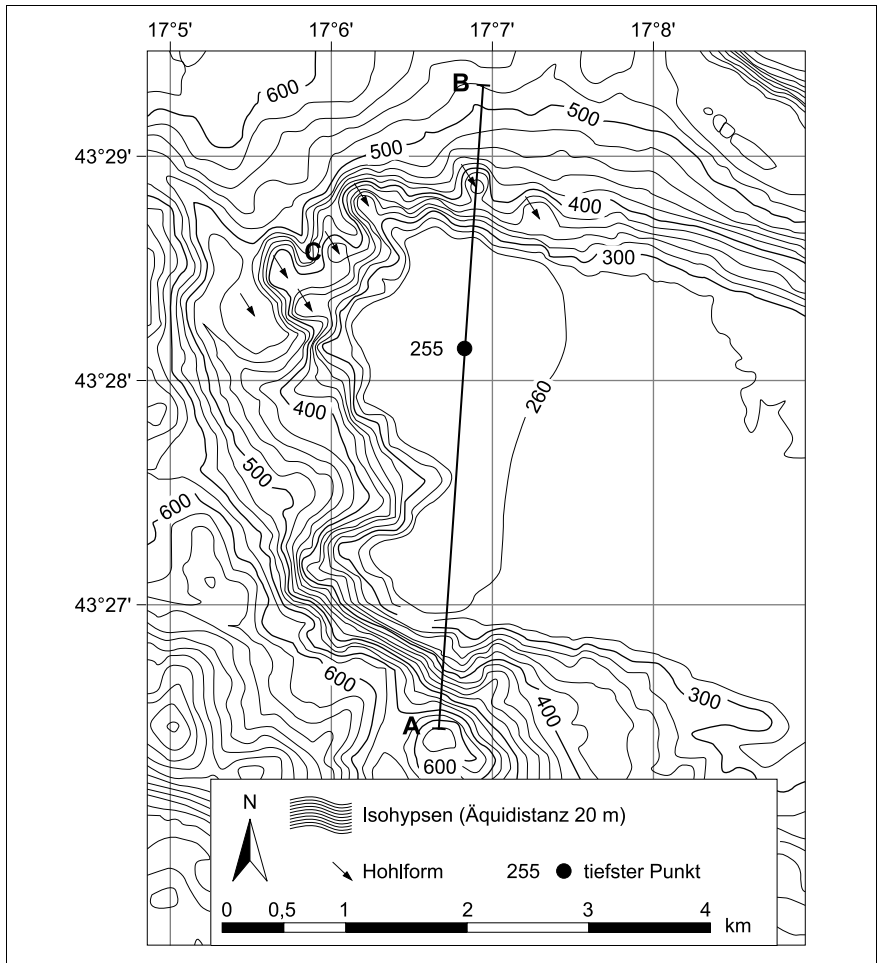 17°5' 17°6' 17°7' 17°8'
600
B
500
500
43°29'
400
C
300
255
43°28'
260
400
500
600
43°27'
600
300
400
A
600
N
Isohypsen (Äquidistanz 20 m)
Hohlform
255 tiefster Punkt
0 0,5 1 2 3 4
km